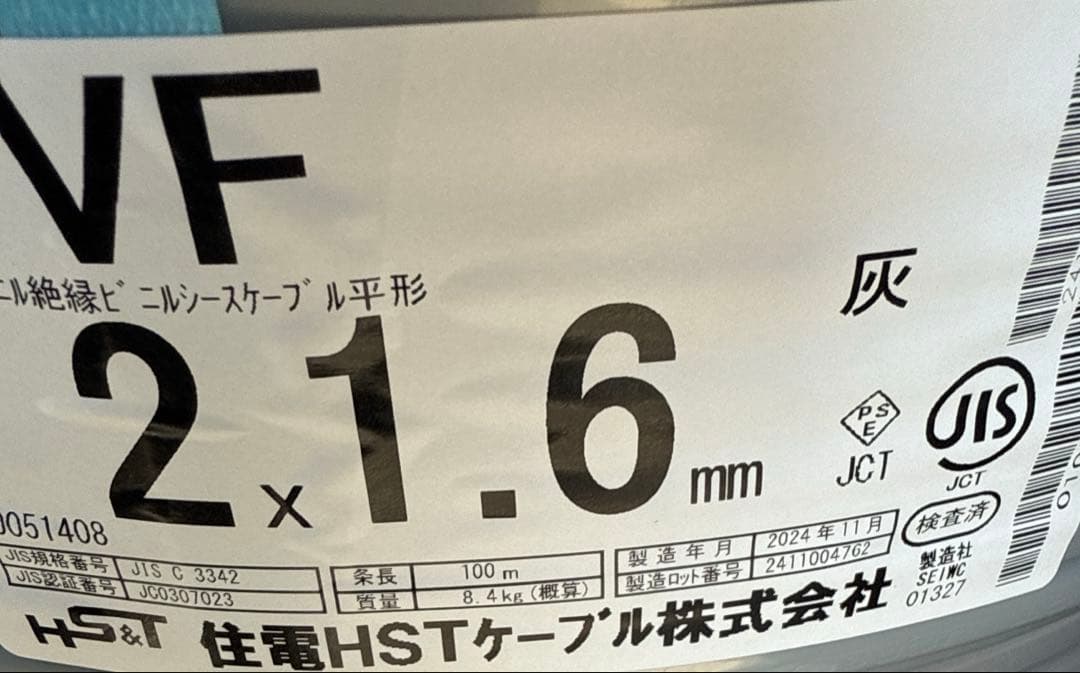 VF
ニル絶縁ビニルシースケーブル平形
灰
2×1.6mm
PSE
JCT
JIS
JCT
0051408
検査済
JIS規格番号 JIS C 3342
JIS認証番号 JC0307023
条長 100m
質量 8.4kg(概算)
製造年月 2024年11月
製造ロット番号 2411004762
製造社
SEIWC
01327
HS&T 住電HSTケーブル株式会社